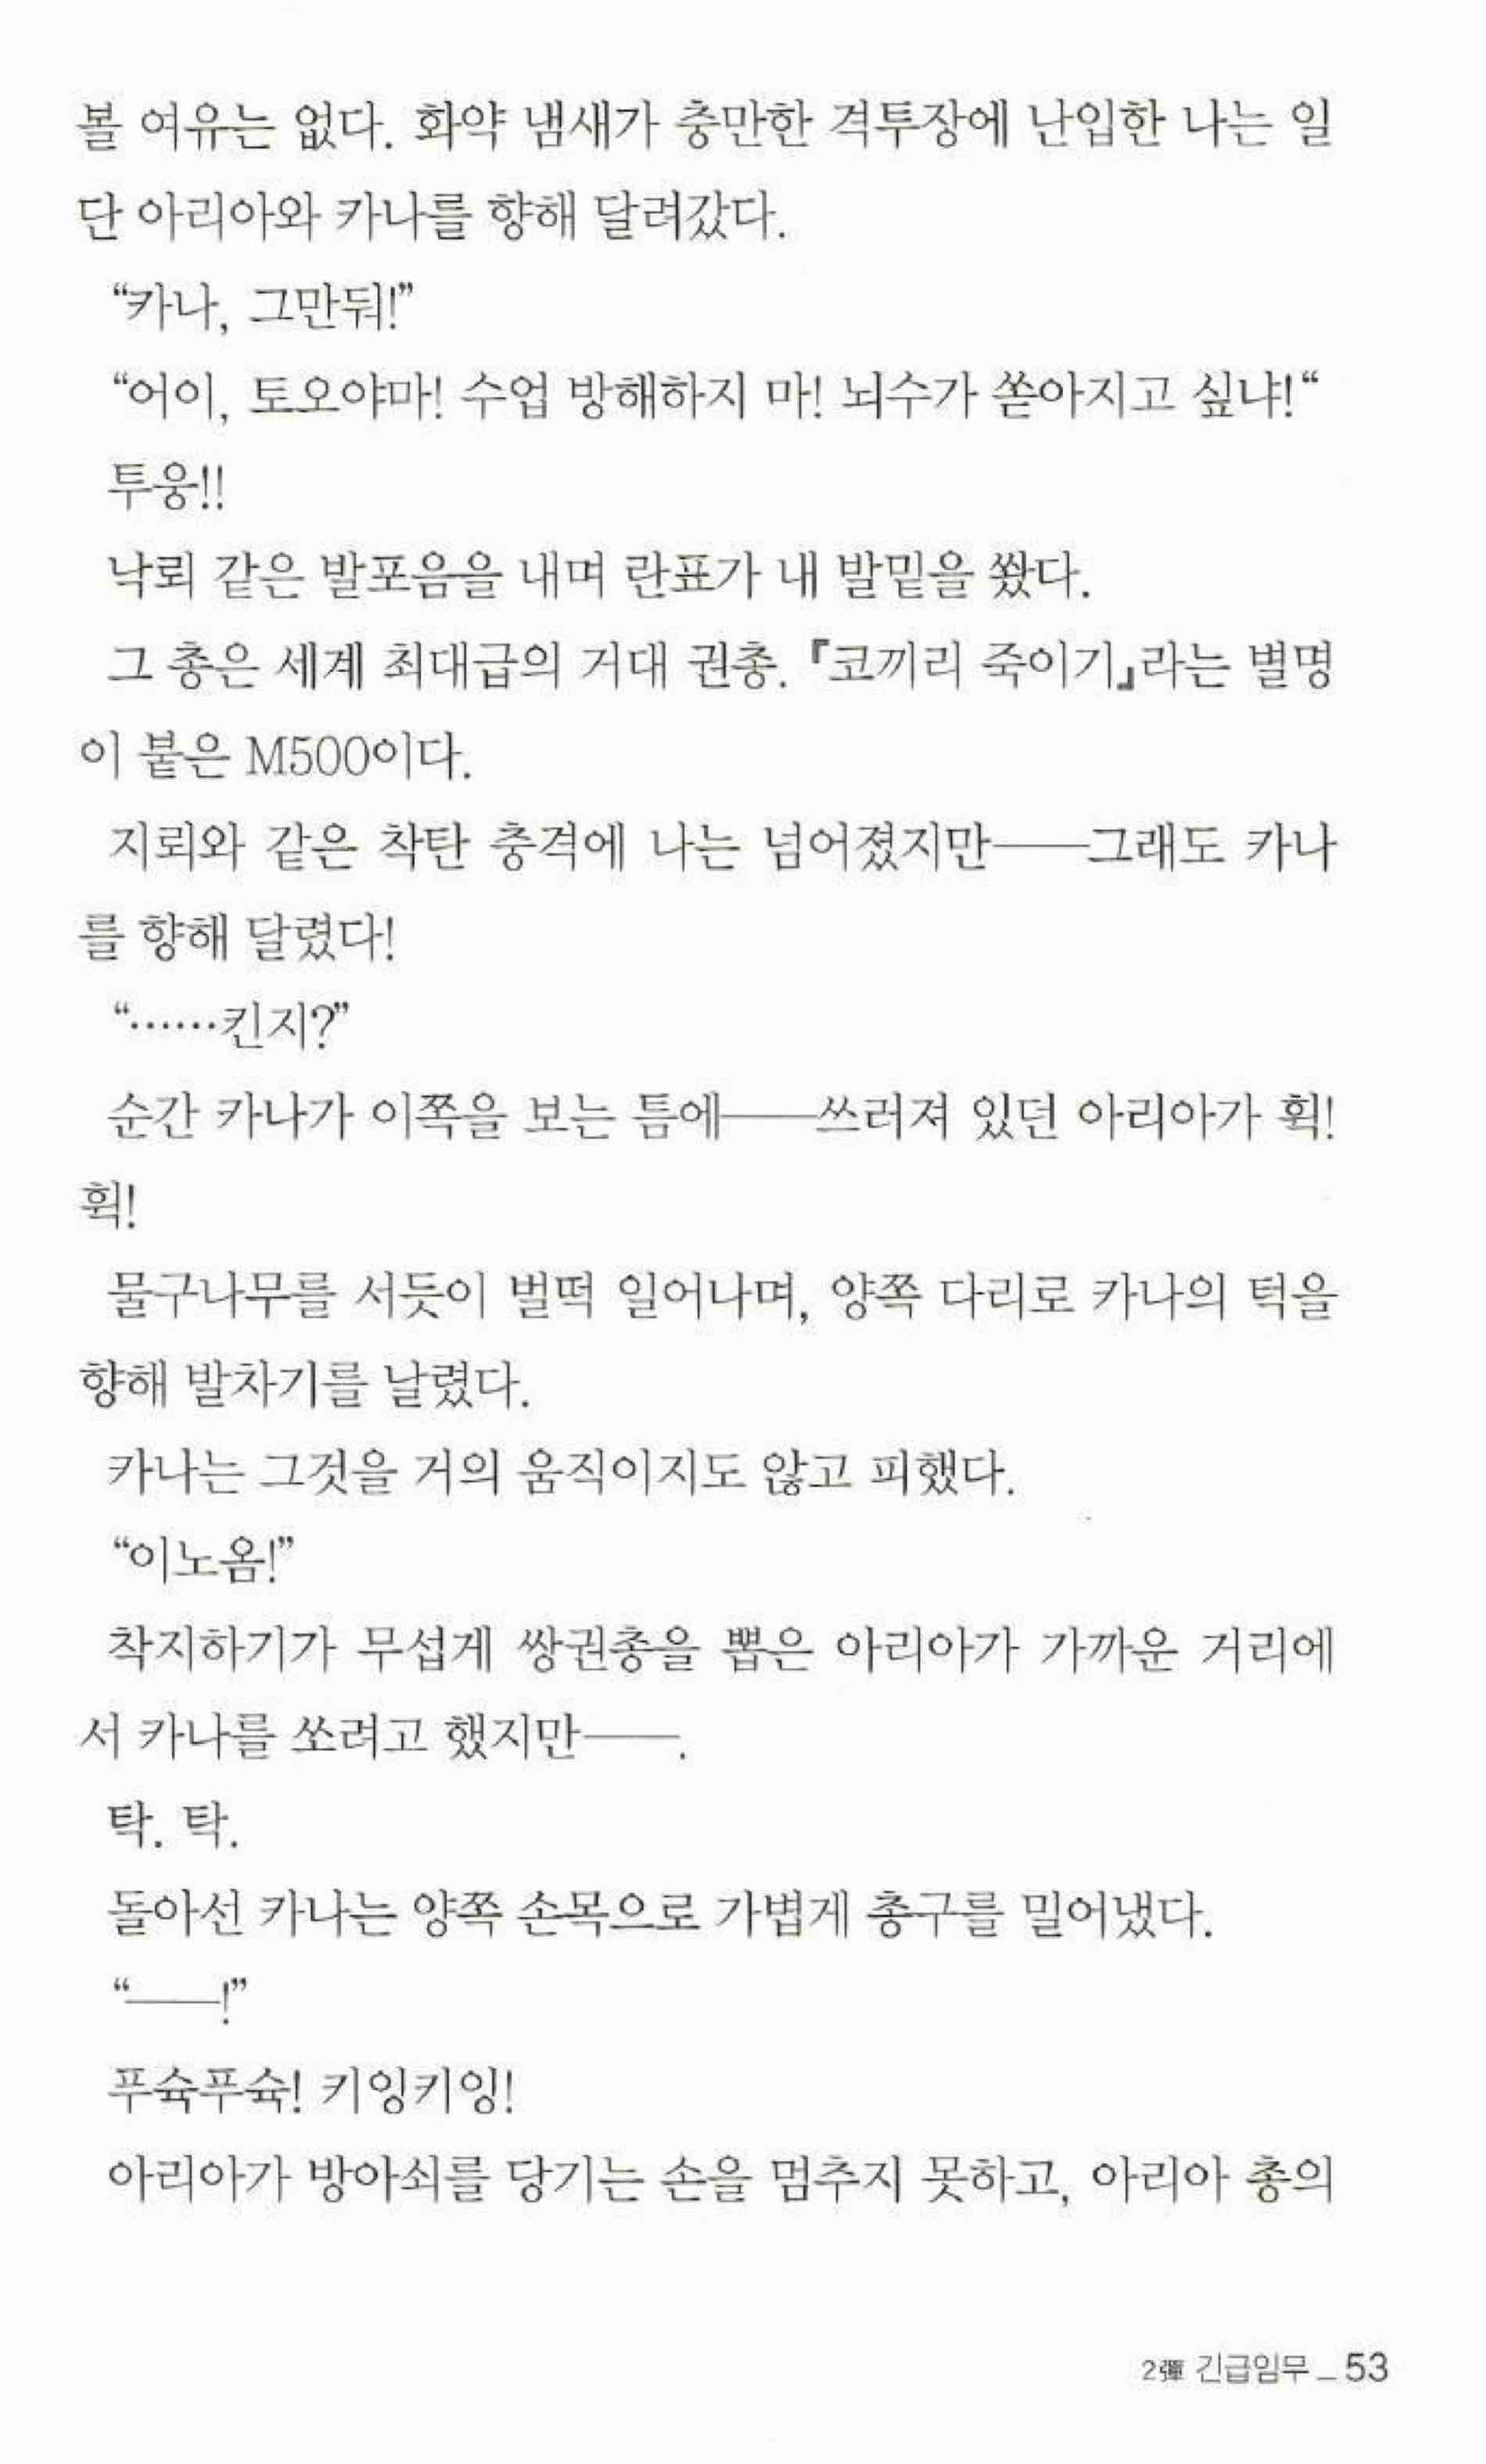 볼 여유는 없다. 화약 냄새가 충만한 격투장에 난입한 나는 일
단 아리아와 카나를 향해 달려갔다.
“카나, 그만둬!”
“어이, 토오야마! 수업 방해하지 마! 뇌수가 쏟아지고 싶냐!“
투웅!!
낙뢰 같은 발포음을 내며 란표가 내 발밑을 쐈다.
그 총은 세계 최대급의 거대 권총. 『코끼리 죽이기』라는 별명
이 붙은 M500이다.
지뢰와 같은 착탄 충격에 나는 넘어졌지만──그래도 카나
를 향해 달렸다!
“……킨지?”
순간 카나가 이쪽을 보는 틈에──쓰러져 있던 아리아가 휙!
휙!
물구나무를 서듯이 벌떡 일어나며, 양쪽 다리로 카나의 턱을
향해 발차기를 날렸다.
카나는 그것을 거의 움직이지도 않고 피했다.
“이노옴!”
착지하기가 무섭게 쌍권총을 뽑은 아리아가 가까운 거리에
서 카나를 쏘려고 했지만──.
탁. 탁.
돌아선 카나는 양쪽 손목으로 가볍게 총구를 밀어냈다.
“──!”
푸슉푸슉! 키잉키잉!
아리아가 방아쇠를 당기는 손을 멈추지 못하고, 아리아 총의
2彈 긴급임무 _ 53